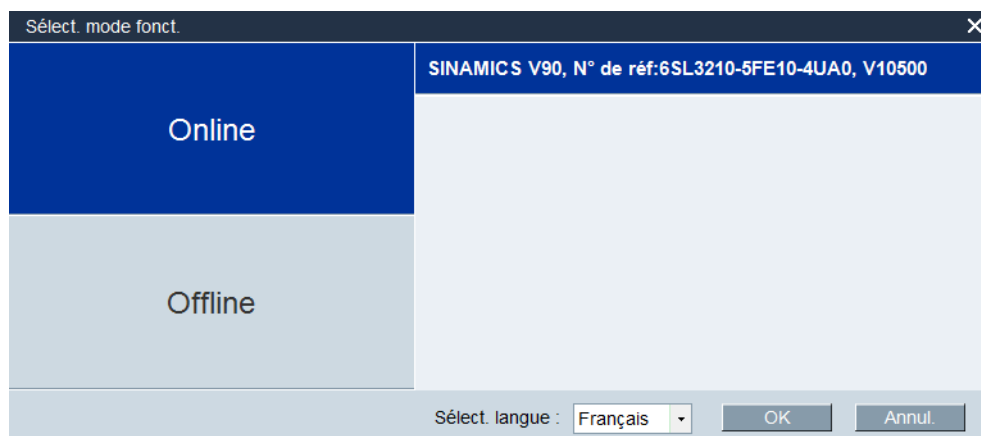 Sélect. mode fonct.
Online
Offline
SINAMICS V90, N° de réf:6SL3210-5FE10-4UA0, V10500
Sélect. langue : Français OK Annul.